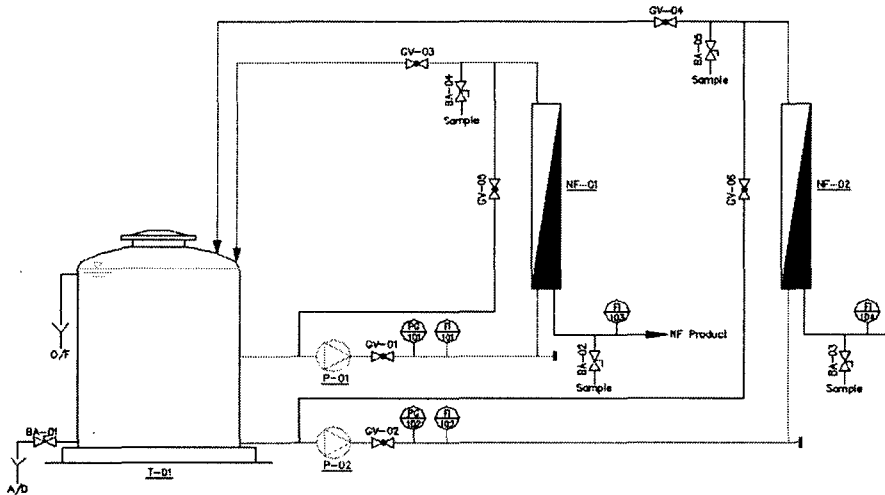 GV-04
BA-05
Sample
GV-03
BA-04
Sample
GV-05
NF-01
GV-06
NF-02
O/F
PG
101
FI
101
GV-01
P-01
FI
103
NF Product
BA-02
Sample
FI
104
BA-03
Sample
BA-01
A/D
T-01
PG
102
FI
102
GV-02
P-02